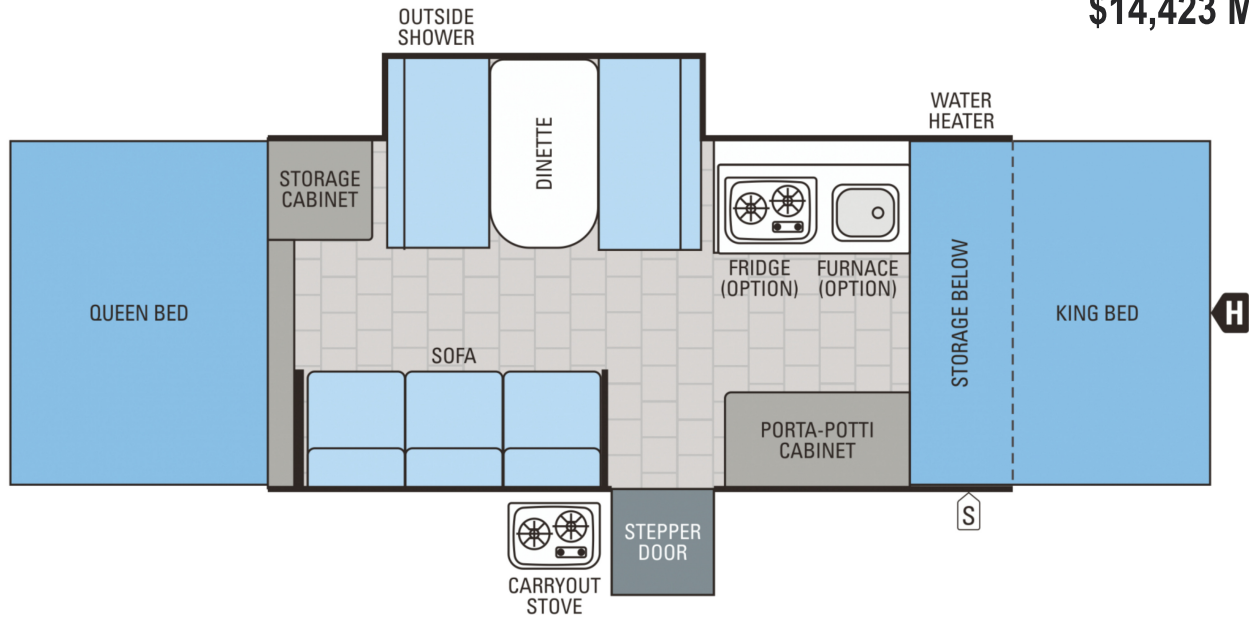 $14,423 M
OUTSIDE
SHOWER
WATER
HEATER
DINETTE
STORAGE
CABINET
FRIDGE
(OPTION)
FURNACE
(OPTION)
QUEEN BED
STORAGE BELOW
KING BED
H
SOFA
PORTA-POTTI
CABINET
S
STEPPER
DOOR
CARRYOUT
STOVE